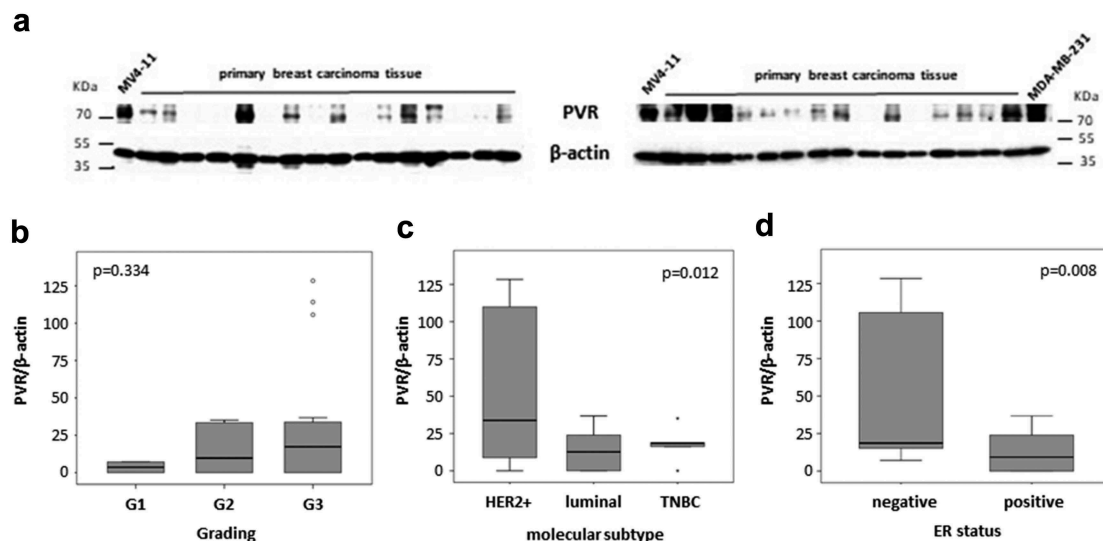 a
MV4-11
primary breast carcinoma tissue
KDa
70
55
35
PVR
β-actin
MV4-11
primary breast carcinoma tissue
MDA-MB-231
KDa
70
55
35
b
p=0.334
PVR/β-actin
125
100
75
50
25
0
G1 G2 G3
Grading
c
p=0.012
PVR/β-actin
125
100
75
50
25
0
HER2+ luminal TNBC
molecular subtype
d
p=0.008
PVR/β-actin
125
100
75
50
25
0
negative positive
ER status